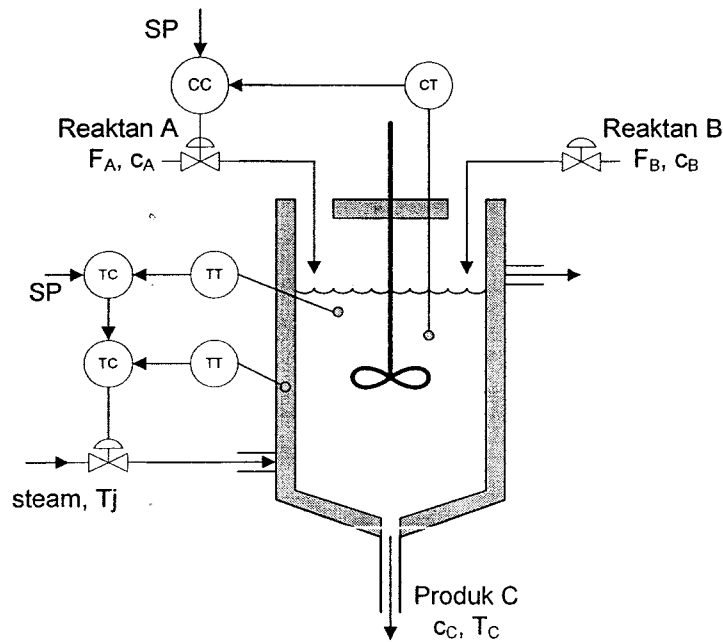 SP
CC
CT
Reaktan A
F_A, c_A
Reaktan B
F_B, c_B
TC
TT
SP
TC
TT
steam, Tj
Produk C
c_C, T_C